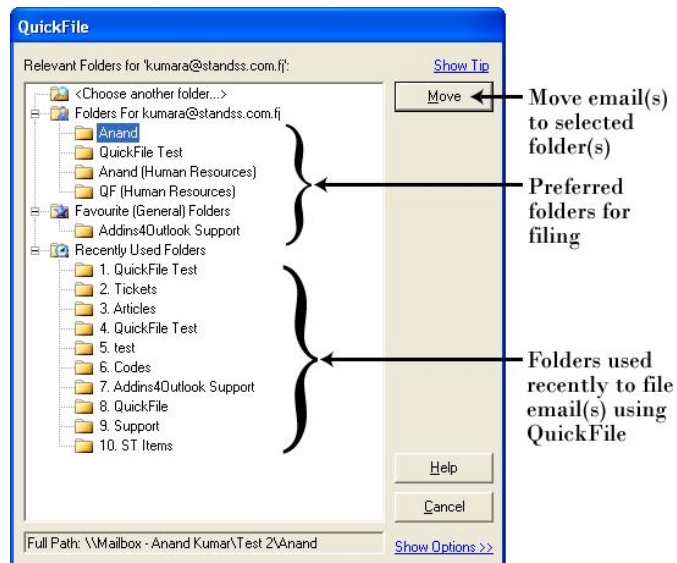 QuickFile
Relevant Folders for 'kumara@standss.com.fj':
Show Tip
<Choose another folder...>
Folders For kumara@standss.com.fj
Anand
QuickFile Test
Anand (Human Resources)
QF (Human Resources)
Favourite (General) Folders
Addins4Outlook Support
Recently Used Folders
1. QuickFile Test
2. Tickets
3. Articles
4. QuickFile Test
5. test
6. Codes
7. Addins4Outlook Support
8. QuickFile
9. Support
10. ST Items
Move
Help
Cancel
Full Path: \\Mailbox - Anand Kumar\Test 2\Anand
Show Options >>
Move email(s)
to selected
folder(s)
Preferred
folders for
filing
Folders used
recently to file
email(s) using
QuickFile